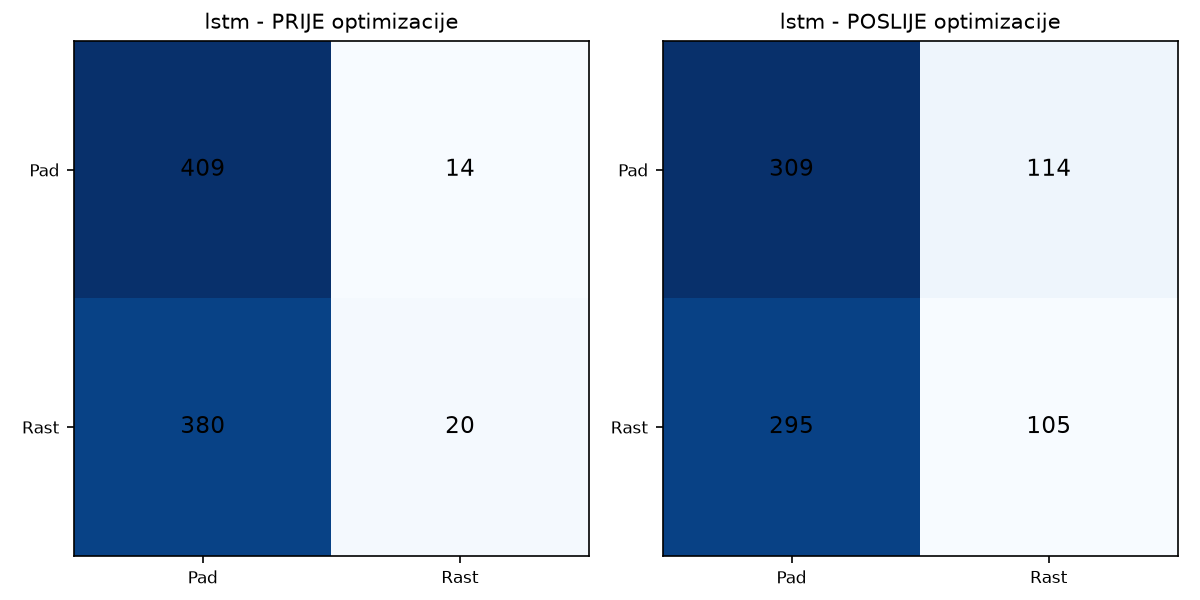 lstm - PRIJE optimizacije
Pad
409
14
Rast
380
20
Pad
Rast
lstm - POSLIJE optimizacije
Pad
309
114
Rast
295
105
Pad
Rast